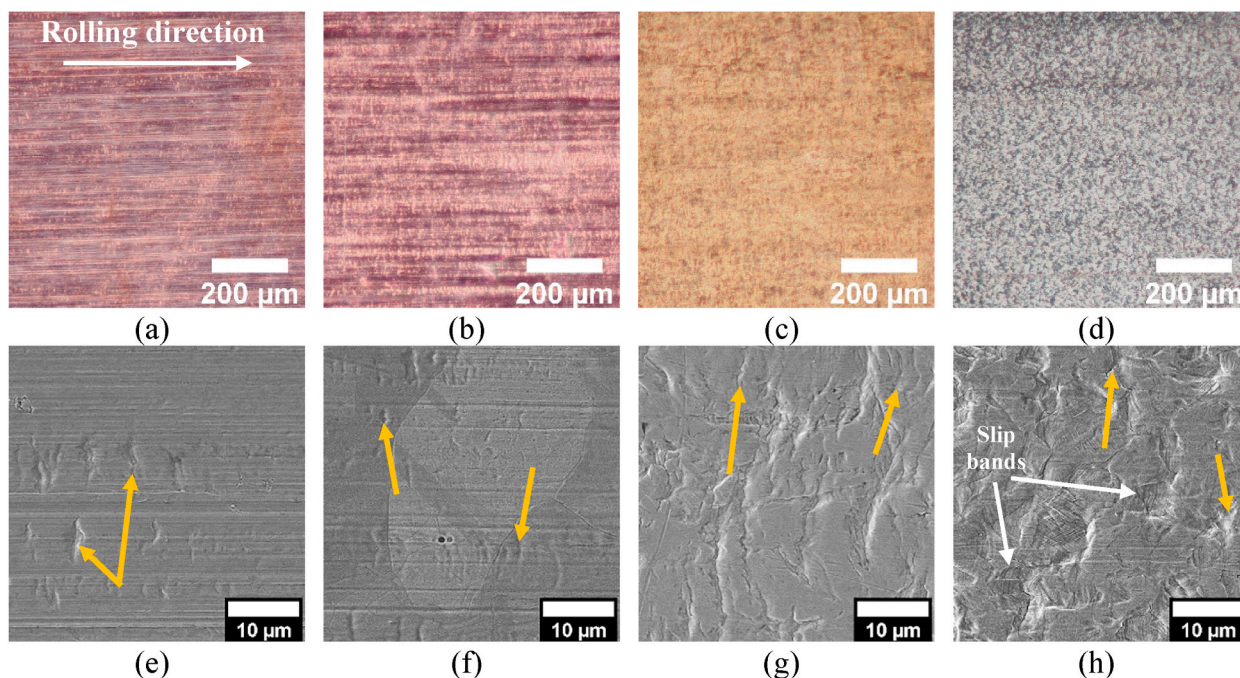 Rolling direction
200 μm
200 μm
200 μm
200 μm
(a)
(b)
(c)
(d)
Slip
bands
10 μm
10 μm
10 μm
10 μm
(e)
(f)
(g)
(h)